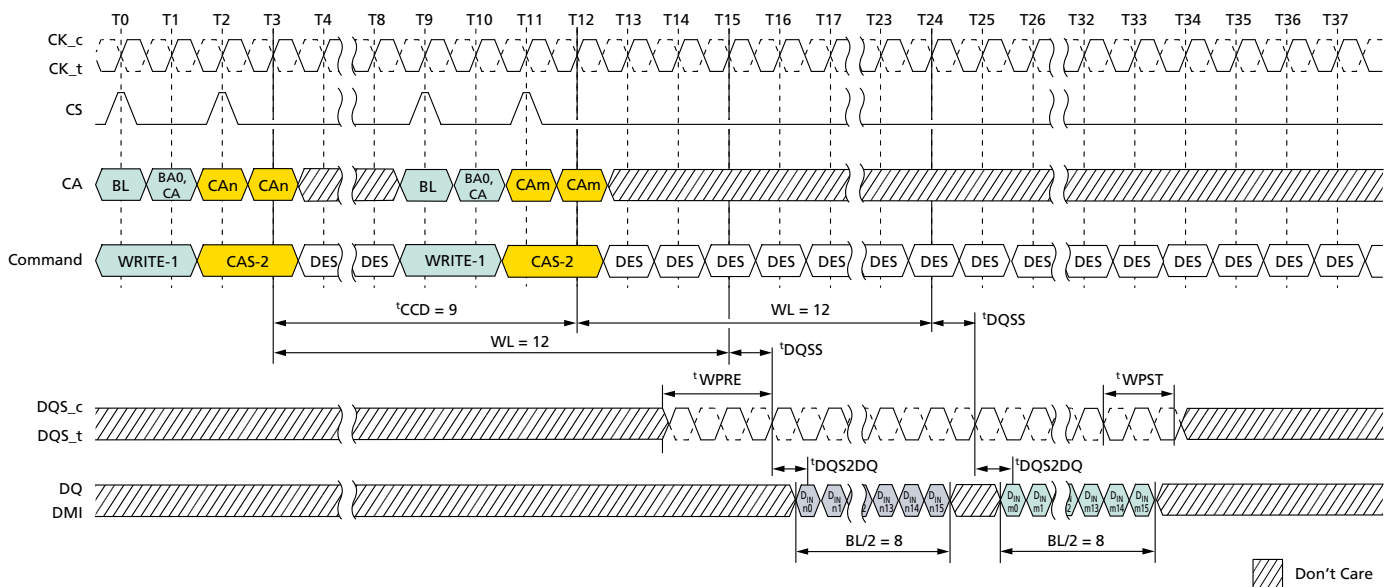 T0 T1 T2 T3 T4 T8 T9 T10 T11 T12 T13 T14 T15 T16 T17 T23 T24 T25 T26 T32 T33 T34 T35 T36 T37
CK_c
CK_t
CS
CA BL BA0, CA CAn CAn BL BA0, CA CAm CAm
Command WRITE-1 CAS-2 DES DES WRITE-1 CAS-2 DES DES DES DES DES DES DES DES DES DES DES DES DES DES DES
tCCD = 9 WL = 12 tDQSS
WL = 12 tDQSS
tWPRE tWPST
DQS_c
DQS_t
tDQS2DQ tDQS2DQ
DQ
DMI
DIN n0 DIN n1 DIN n13 DIN n14 DIN n15 DIN m0 DIN m1 DIN m13 DIN m14 DIN m15
BL/2 = 8 BL/2 = 8
Don't Care